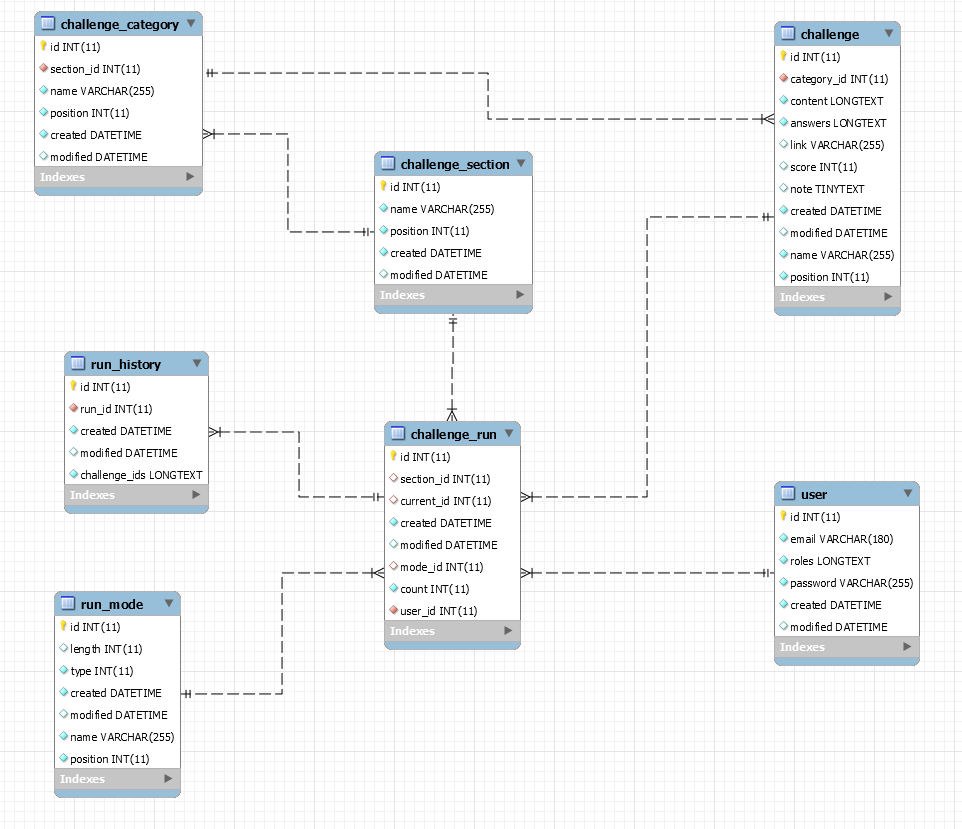 challenge_category
id INT(11)
section_id INT(11)
name VARCHAR(255)
position INT(11)
created DATETIME
modified DATETIME
Indexes
challenge
id INT(11)
category_id INT(11)
content LONGTEXT
answers LONGTEXT
link VARCHAR(255)
score INT(11)
note TINYTEXT
created DATETIME
modified DATETIME
name VARCHAR(255)
position INT(11)
Indexes
challenge_section
id INT(11)
name VARCHAR(255)
position INT(11)
created DATETIME
modified DATETIME
Indexes
run_history
id INT(11)
run_id INT(11)
created DATETIME
modified DATETIME
challenge_ids LONGTEXT
Indexes
challenge_run
id INT(11)
section_id INT(11)
current_id INT(11)
created DATETIME
modified DATETIME
mode_id INT(11)
count INT(11)
user_id INT(11)
Indexes
user
id INT(11)
email VARCHAR(180)
roles LONGTEXT
password VARCHAR(255)
created DATETIME
modified DATETIME
Indexes
run_mode
id INT(11)
length INT(11)
type INT(11)
created DATETIME
modified DATETIME
name VARCHAR(255)
position INT(11)
Indexes